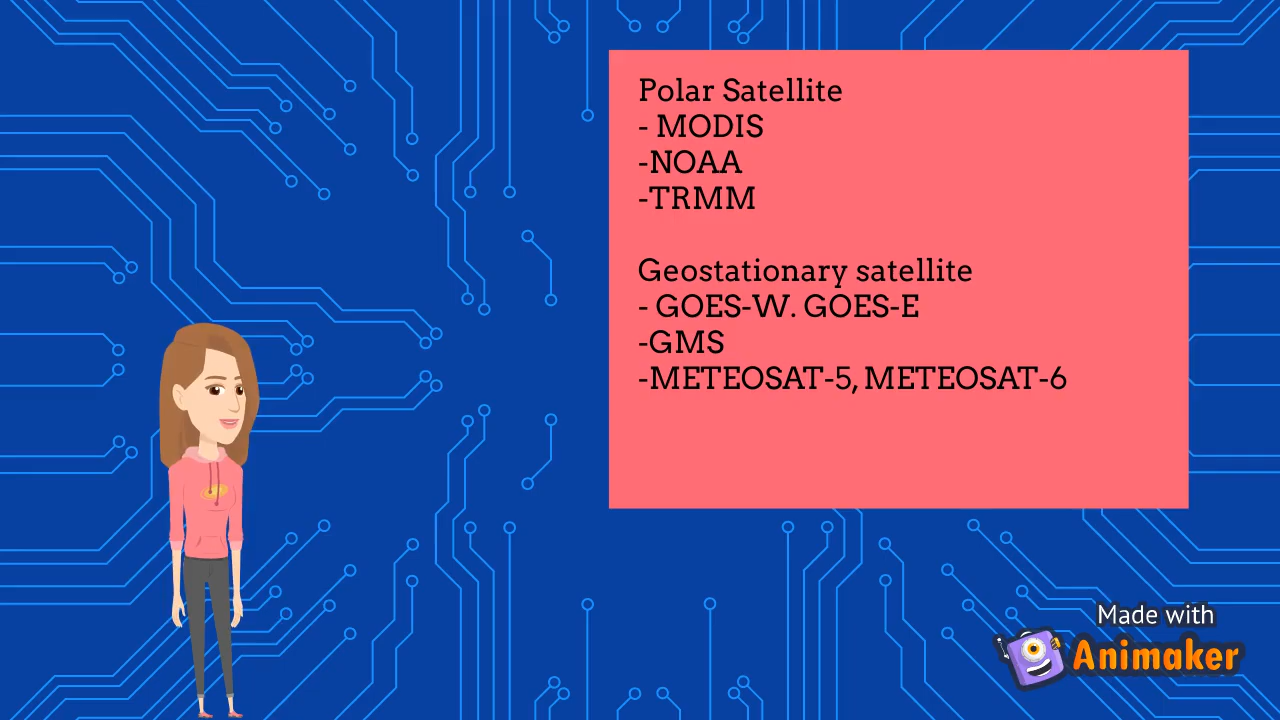 Polar Satellite
- MODIS
-NOAA
-TRMM
Geostationary satellite
- GOES-W. GOES-E
-GMS
-METEOSAT-5, METEOSAT-6
Made with
Animaker